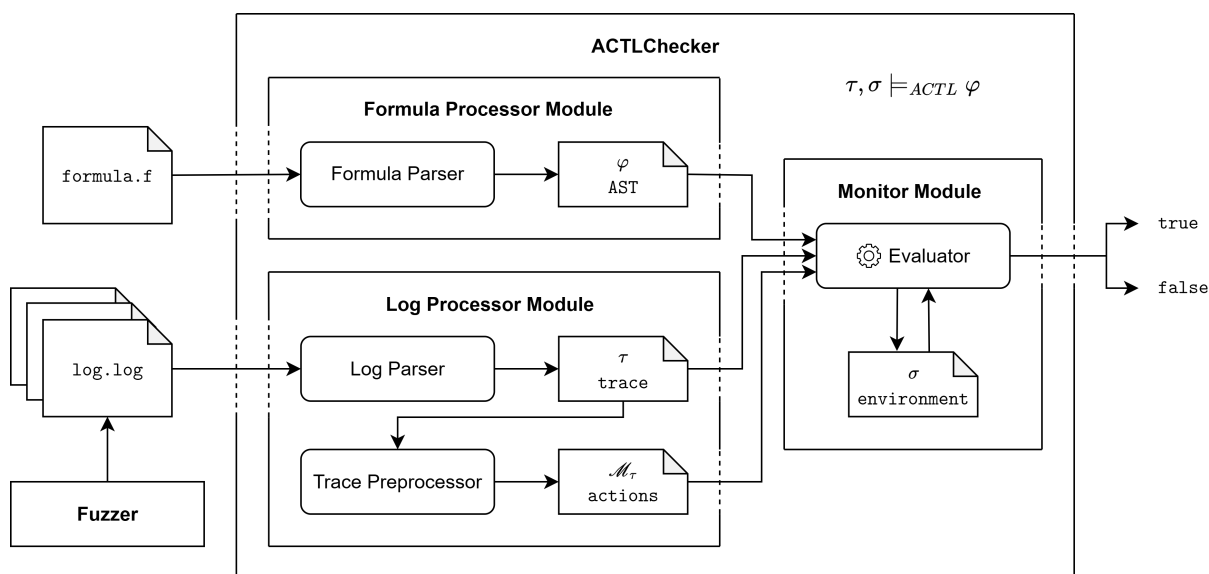 ACTLChecker
τ, σ ⊨ACTL φ
Formula Processor Module
formula.f
Formula Parser
φ
AST
Monitor Module
Evaluator
true
false
σ
environment
Log Processor Module
log.log
Log Parser
τ
trace
Trace Preprocessor
ℳτ
actions
Fuzzer